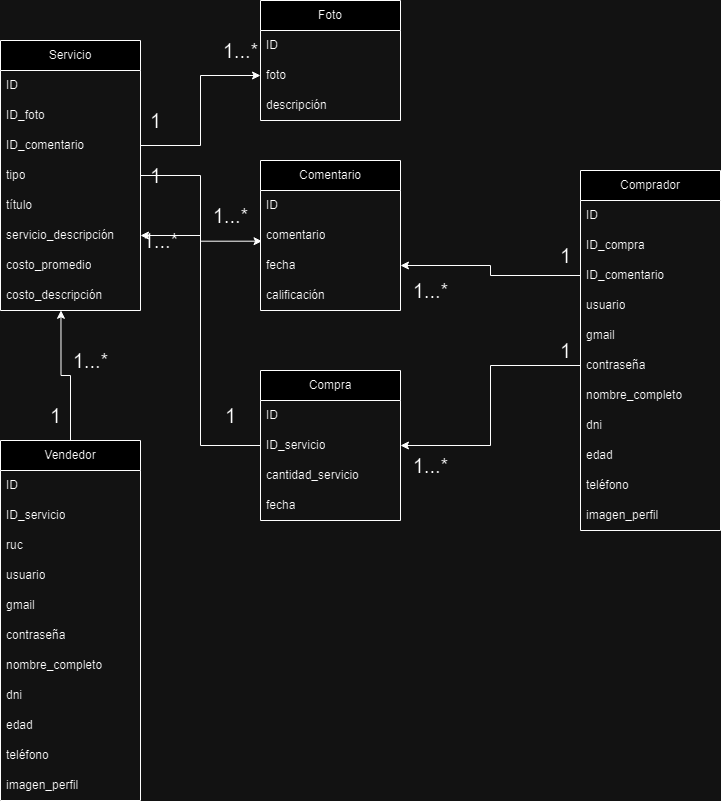 Foto
ID
foto
descripción
1...*
Servicio
ID
ID_foto
ID_comentario
tipo
título
servicio_descripción
costo_promedio
costo_descripción
1
1
1...*
1...*
Comentario
ID
comentario
fecha
calificación
Comprador
ID
ID_compra
ID_comentario
usuario
gmail
contraseña
nombre_completo
dni
edad
teléfono
imagen_perfil
1
1...*
1
1...*
Compra
ID
ID_servicio
cantidad_servicio
fecha
1
1...*
1
Vendedor
ID
ID_servicio
ruc
usuario
gmail
contraseña
nombre_completo
dni
edad
teléfono
imagen_perfil